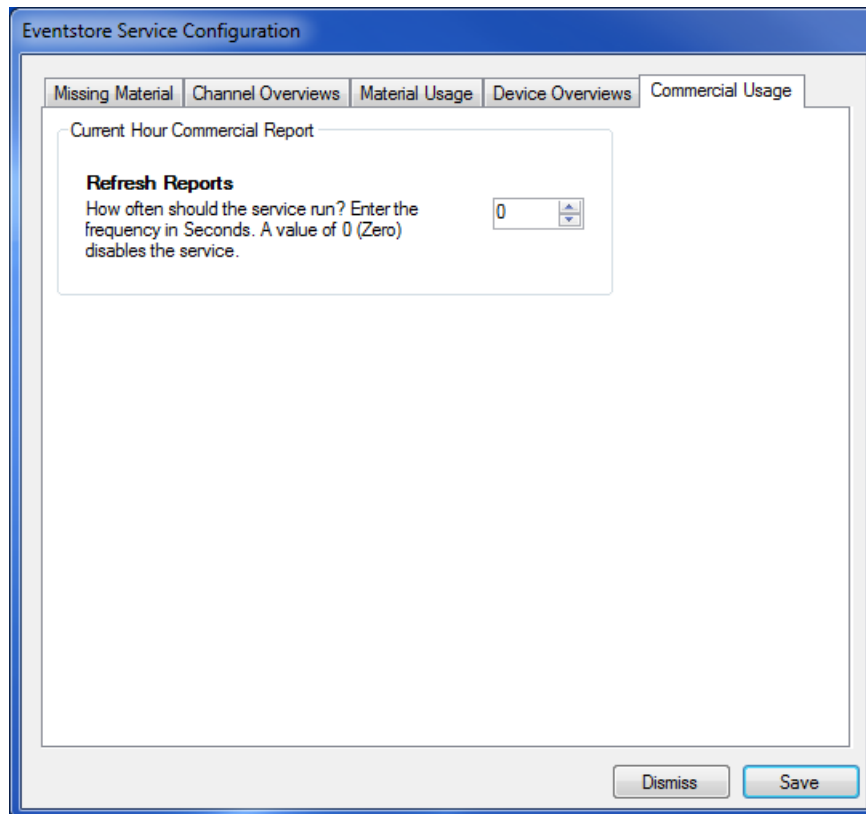 Eventstore Service Configuration
Missing Material
Channel Overviews
Material Usage
Device Overviews
Commercial Usage
Current Hour Commercial Report
Refresh Reports
How often should the service run? Enter the
frequency in Seconds. A value of 0 (Zero)
disables the service.
0
Dismiss
Save